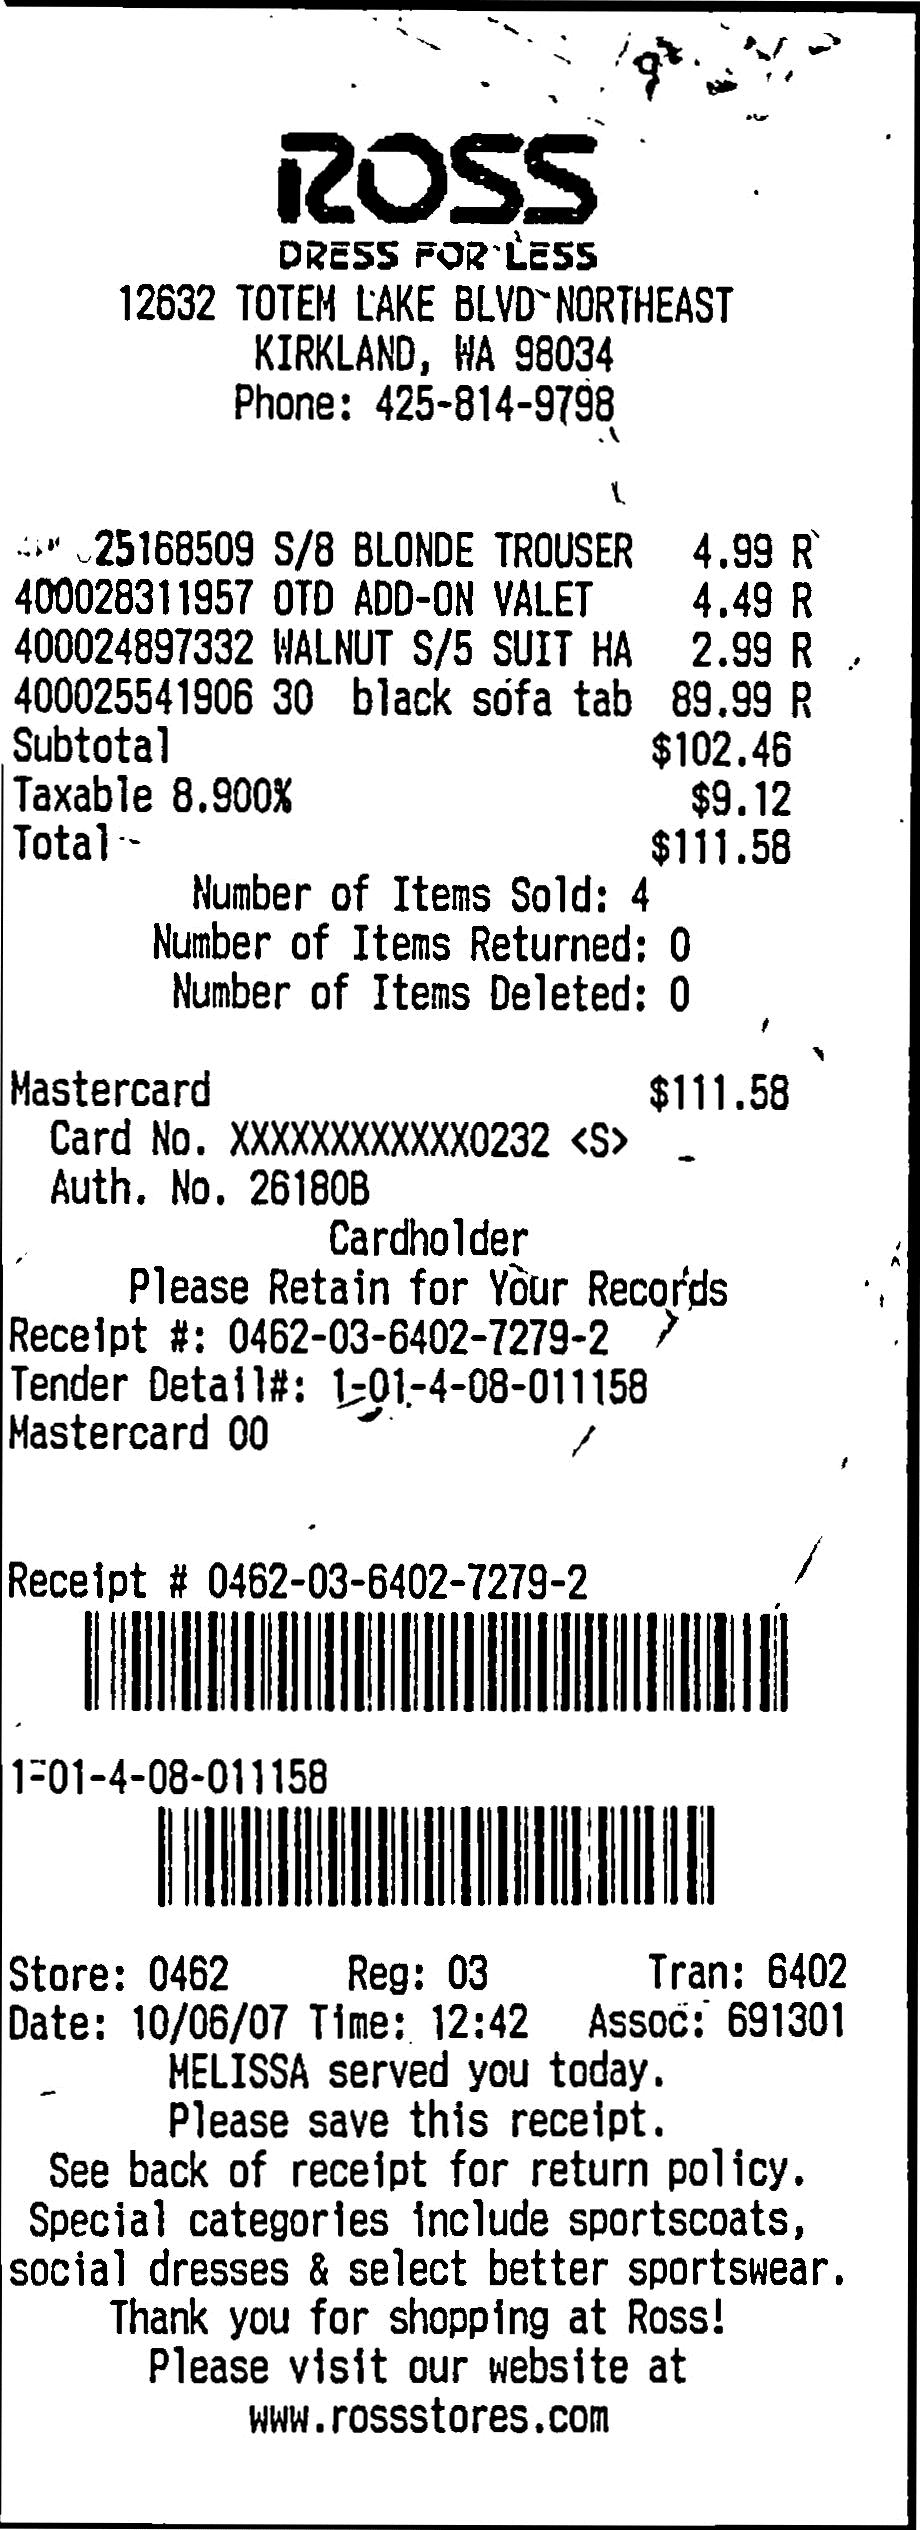 ROSS
DRESS FOR LESS
12632 TOTEM LAKE BLVD NORTHEAST
KIRKLAND, WA 98034
Phone: 425-814-9798
25168509 S/8 BLONDE TROUSER 4.99 R
400028311957 OTD ADD-ON VALET 4.49 R
400024897332 WALNUT S/5 SUIT HA 2.99 R
400025541906 30 black sofa tab 89.99 R
Subtotal $102.46
Taxable 8.900% $9.12
Total $111.58
Number of Items Sold: 4
Number of Items Returned: 0
Number of Items Deleted: 0
Mastercard $111.58
Card No. XXXXXXXXXXXX0232 <S>
Auth. No. 26180B
Cardholder
Please Retain for Your Records
Receipt #: 0462-03-6402-7279-2
Tender Detail#: 1-01-4-08-011158
Mastercard 00
Receipt # 0462-03-6402-7279-2
1-01-4-08-011158
Store: 0462 Reg: 03 Tran: 6402
Date: 10/06/07 Time: 12:42 Assoc: 691301
MELISSA served you today.
Please save this receipt.
See back of receipt for return policy.
Special categories include sportscoats,
social dresses & select better sportswear.
Thank you for shopping at Ross!
Please visit our website at
www.rossstores.com